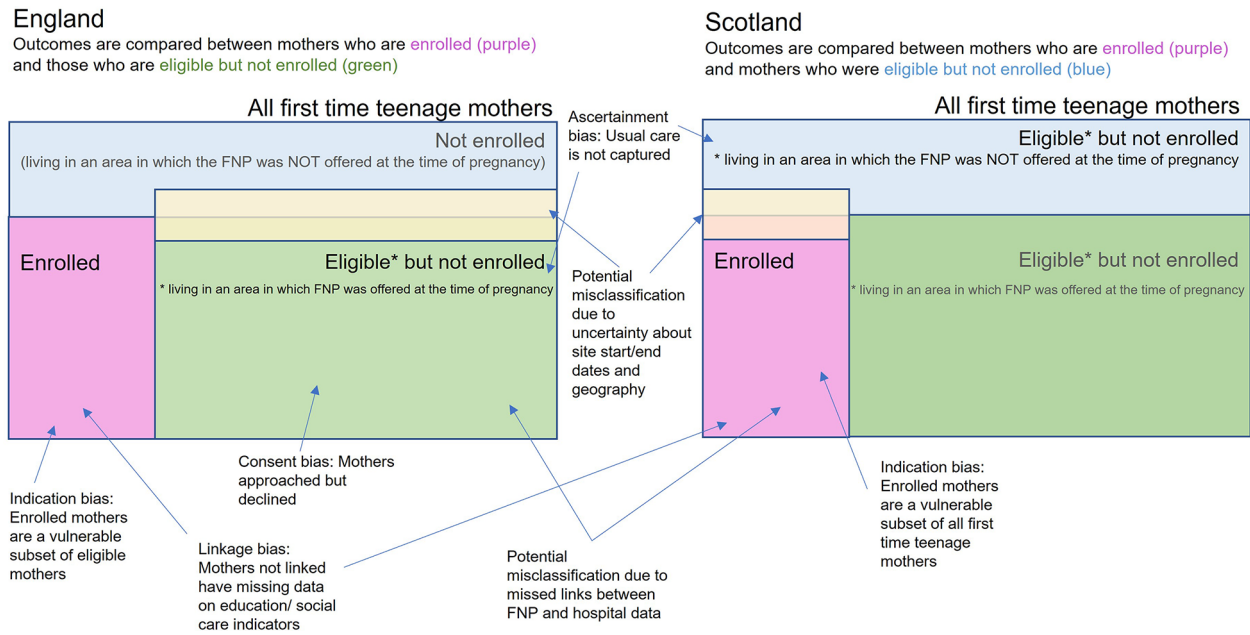 England
Outcomes are compared between mothers who are enrolled (purple)
and those who are eligible but not enrolled (green)
All first time teenage mothers
Not enrolled
(living in an area in which the FNP was NOT offered at the time of pregnancy)
Enrolled
Eligible* but not enrolled
* living in an area in which FNP was offered at the time of pregnancy
Ascertainment
bias: Usual care
is not captured
Potential
misclassification
due to
uncertainty about
site start/end
dates and
geography
Scotland
Outcomes are compared between mothers who are enrolled (purple)
and mothers who were eligible but not enrolled (blue)
All first time teenage mothers
Eligible* but not enrolled
* living in an area in which the FNP was NOT offered at the time of pregnancy
Enrolled
Eligible* but not enrolled
* living in an area in which FNP was offered at the time of pregnancy
Indication bias:
Enrolled mothers
are a vulnerable
subset of eligible
mothers
Consent bias: Mothers
approached but
declined
Linkage bias:
Mothers not linked
have missing data
on education/ social
care indicators
Potential
misclassification due to
missed links between
FNP and hospital data
Indication bias:
Enrolled mothers
are a vulnerable
subset of all first
time teenage
mothers